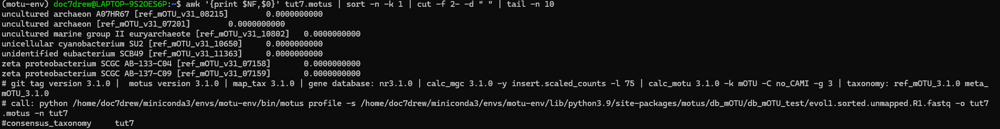 (motu-env) doc7drew@LAPTOP-9S2OES6P:~$ awk '{print $NF,$0}' tut7.motus | sort -n -k 1 | cut -f 2- -d " " | tail -n 10
uncultured archaeon A07HR67 [ref_mOTU_v31_08215]        0.0000000000
uncultured archaeon [ref_mOTU_v31_07201]        0.0000000000
uncultured marine group II euryarchaeote [ref_mOTU_v31_10802]   0.0000000000
unicellular cyanobacterium SU2 [ref_mOTU_v31_10650]     0.0000000000
unidentified eubacterium SCB49 [ref_mOTU_v31_11363]     0.0000000000
zeta proteobacterium SCGC AB-133-C04 [ref_mOTU_v31_07158]       0.0000000000
zeta proteobacterium SCGC AB-137-C09 [ref_mOTU_v31_07159]       0.0000000000
# git tag version 3.1.0 |  motus version 3.1.0 | map_tax 3.1.0 | gene database: nr3.1.0 | calc_mgc 3.1.0 -y insert.scaled_counts -l 75 | calc_motu 3.1.0 -k mOTU -C no_CAMI -g 3 | taxonomy: ref_mOTU_3.1.0 meta_
mOTU_3.1.0
# call: python /home/doc7drew/miniconda3/envs/motu-env/bin/motus profile -s /home/doc7drew/miniconda3/envs/motu-env/lib/python3.9/site-packages/motus/db_mOTU/db_mOTU_test/evol1.sorted.unmapped.R1.fastq -o tut7
.motus -n tut7
#consensus_taxonomy     tut7